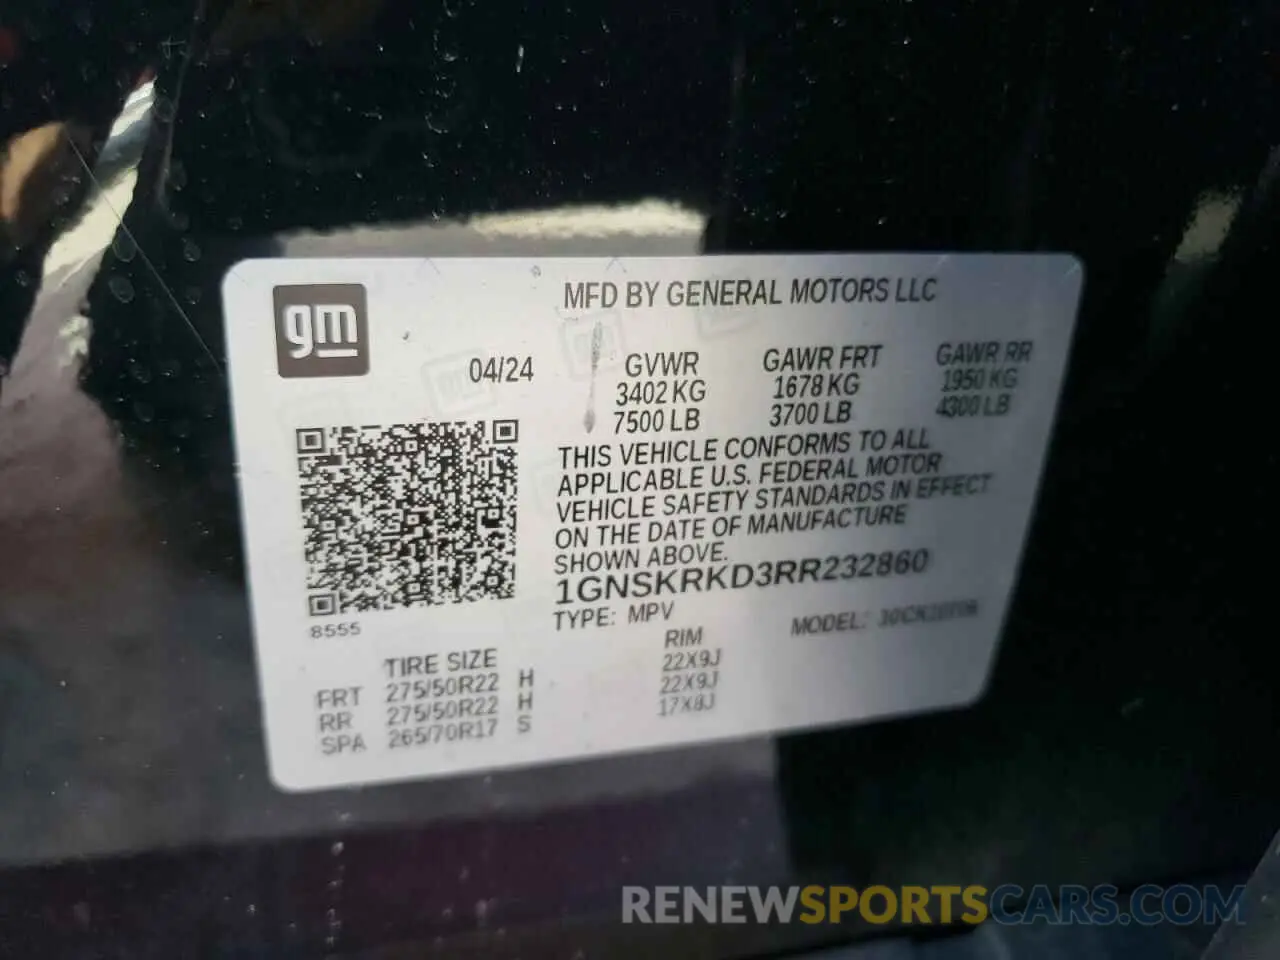 gm
MFD BY GENERAL MOTORS LLC
04/24
GVWR GAWR FRT GAWR RR
3402 KG 1678 KG 1950 KG
7500 LB 3700 LB 4300 LB
THIS VEHICLE CONFORMS TO ALL
APPLICABLE U.S. FEDERAL MOTOR
VEHICLE SAFETY STANDARDS IN EFFECT
ON THE DATE OF MANUFACTURE
SHOWN ABOVE.
1GNSKRKD3RR232860
TYPE: MPV MODEL:
8555
TIRE SIZE RIM
FRT 275/50R22 H 22X9J
RR 275/50R22 H 22X9J
SPA 265/70R17 S 17X8J
RENEWSPORTSCARS.COM